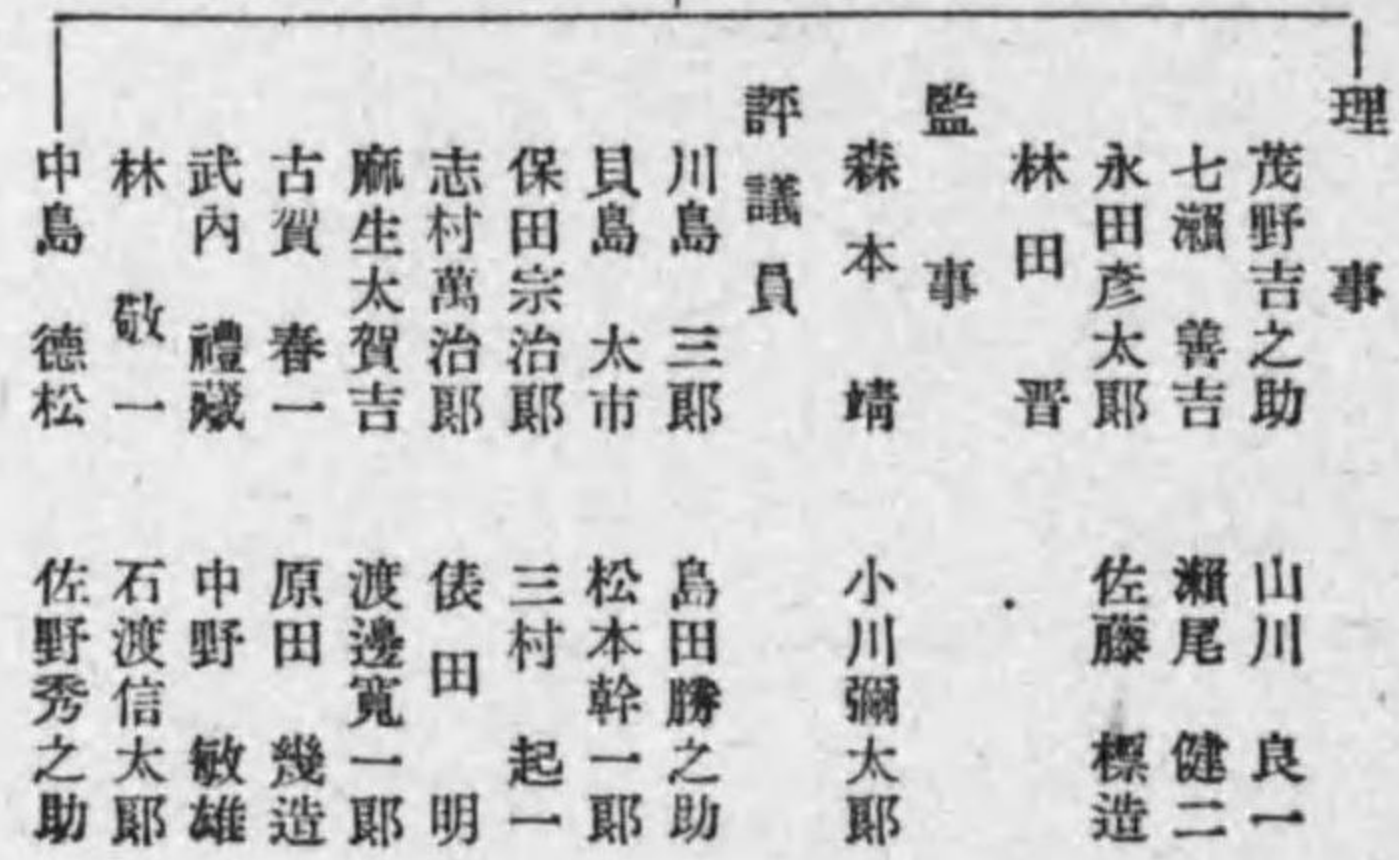 理事
茂野吉之助　山川良一
七瀬善吉　瀬尾健二
永田彦太郎　佐藤標造
林田晋
監事
森本靖　小川彌太郎
評議員
川島三郎　島田勝之助
貝島太市　松本幹一郎
保田宗治郎　三村起一
志村萬治郎　俵田明
麻生太賀吉　渡邊寬一郎
古賀春一　原田幾造
武內禮藏　中野敏雄
林敬一　石渡信太郎
中島德松　佐野秀之助